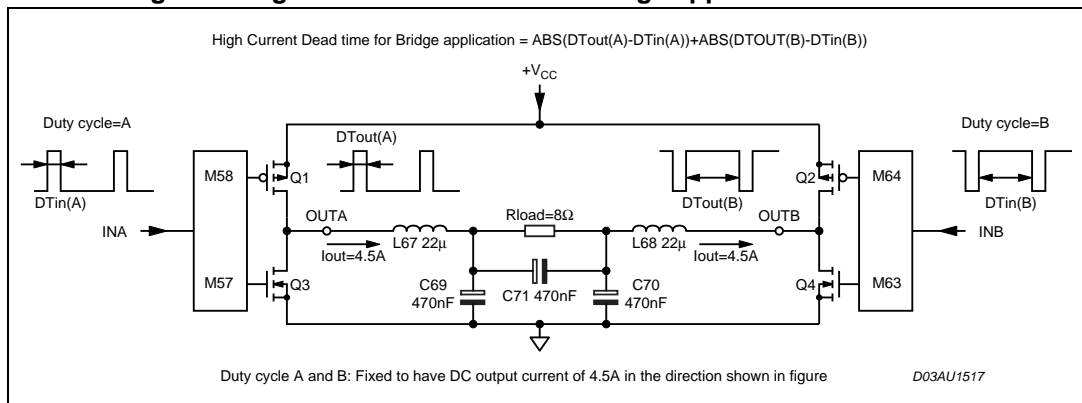 High Current Dead time for Bridge application = ABS(DTout(A)-DTin(A))+ABS(DTOUT(B)-DTin(B))
+VCC
Duty cycle=A
DTout(A)
Duty cycle=B
M58
Q1
Q2
M64
DTin(A)
DTout(B)
DTin(B)
INA
OUTA
Rload=8Ω
OUTB
INB
L67 22µ
L68 22µ
Iout=4.5A
Iout=4.5A
M57
Q3
C69
470nF
C71 470nF
C70
470nF
Q4
M63
Duty cycle A and B: Fixed to have DC output current of 4.5A in the direction shown in figure
D03AU1517